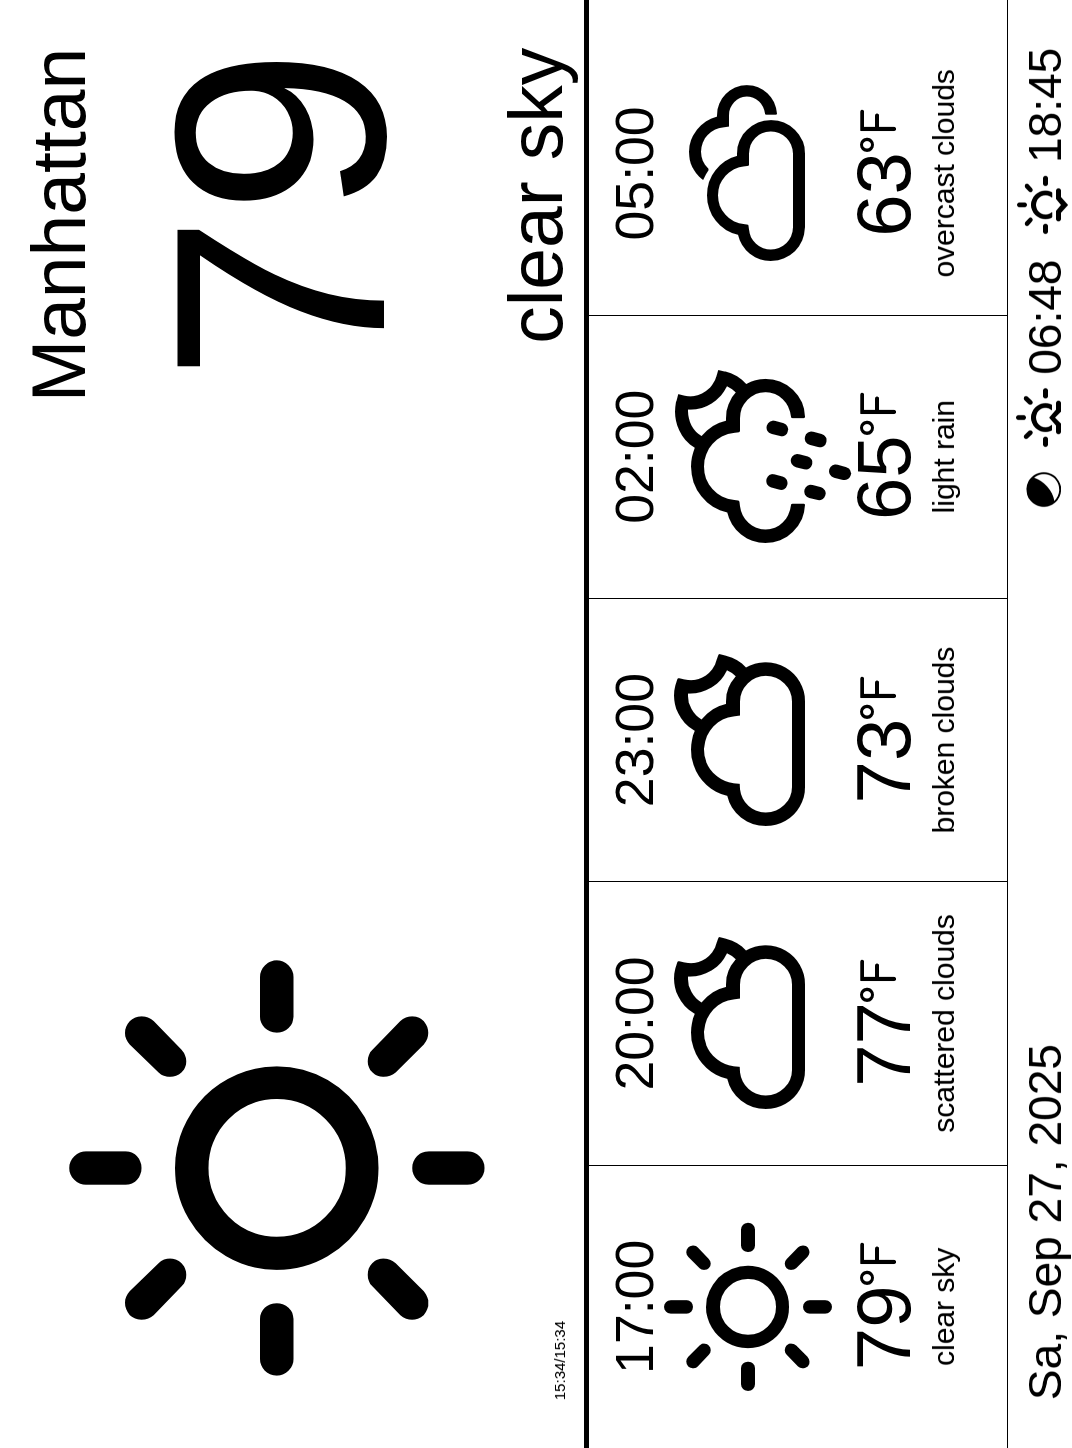 Manhattan
79
clear sky
15:34/15:34
17:00
79°F
clear sky
20:00
77°F
scattered clouds
23:00
73°F
broken clouds
02:00
65°F
light rain
05:00
63°F
overcast clouds
Sa, Sep 27, 2025
06:48 18:45